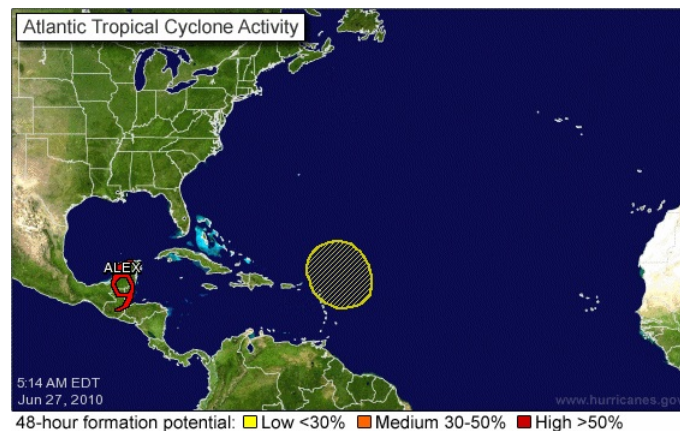 Atlantic Tropical Cyclone Activity
ALEX
5:14 AM EDT
Jun 27, 2010
www.hurricanes.gov
48-hour formation potential: Low <30% Medium 30-50% High >50%